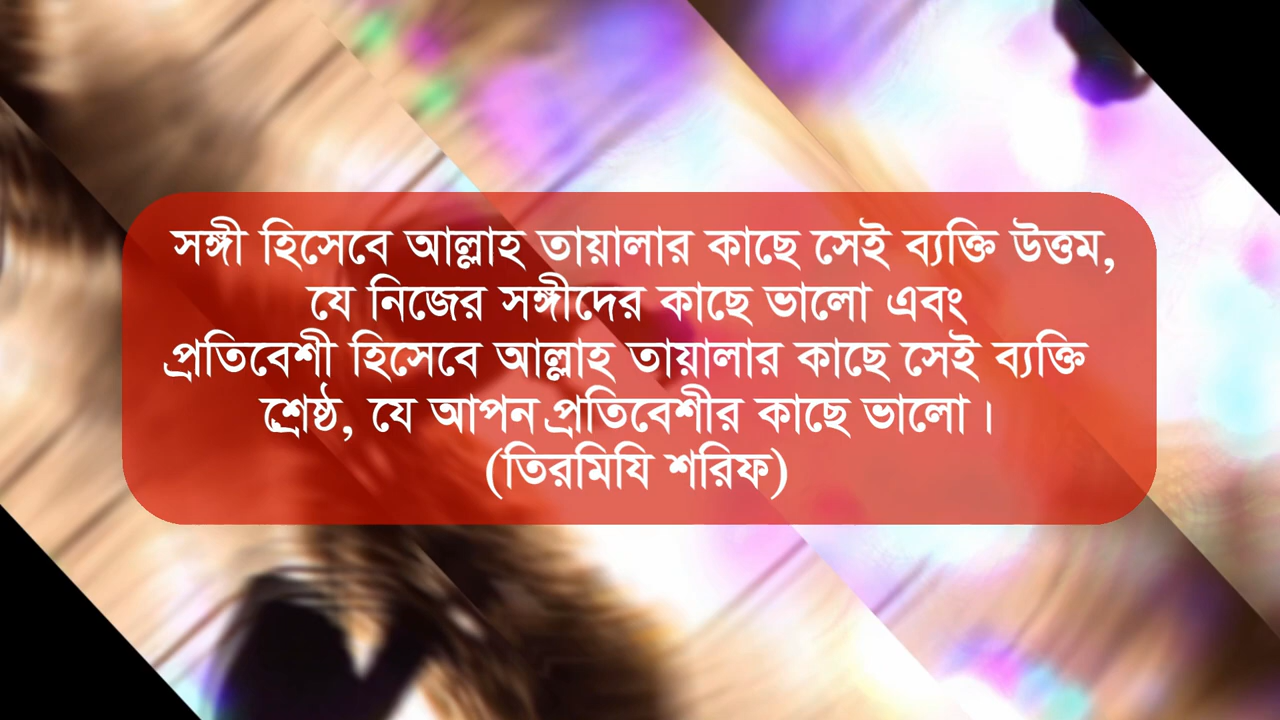 সঙ্গী হিসেবে আল্লাহ তায়ালার কাছে সেই ব্যক্তি উত্তম,
যে নিজের সঙ্গীদের কাছে ভালো এবং
প্রতিবেশী হিসেবে আল্লাহ তায়ালার কাছে সেই ব্যক্তি
শ্রেষ্ঠ, যে আপন প্রতিবেশীর কাছে ভালো।
(তিরমিযি শরিফ)